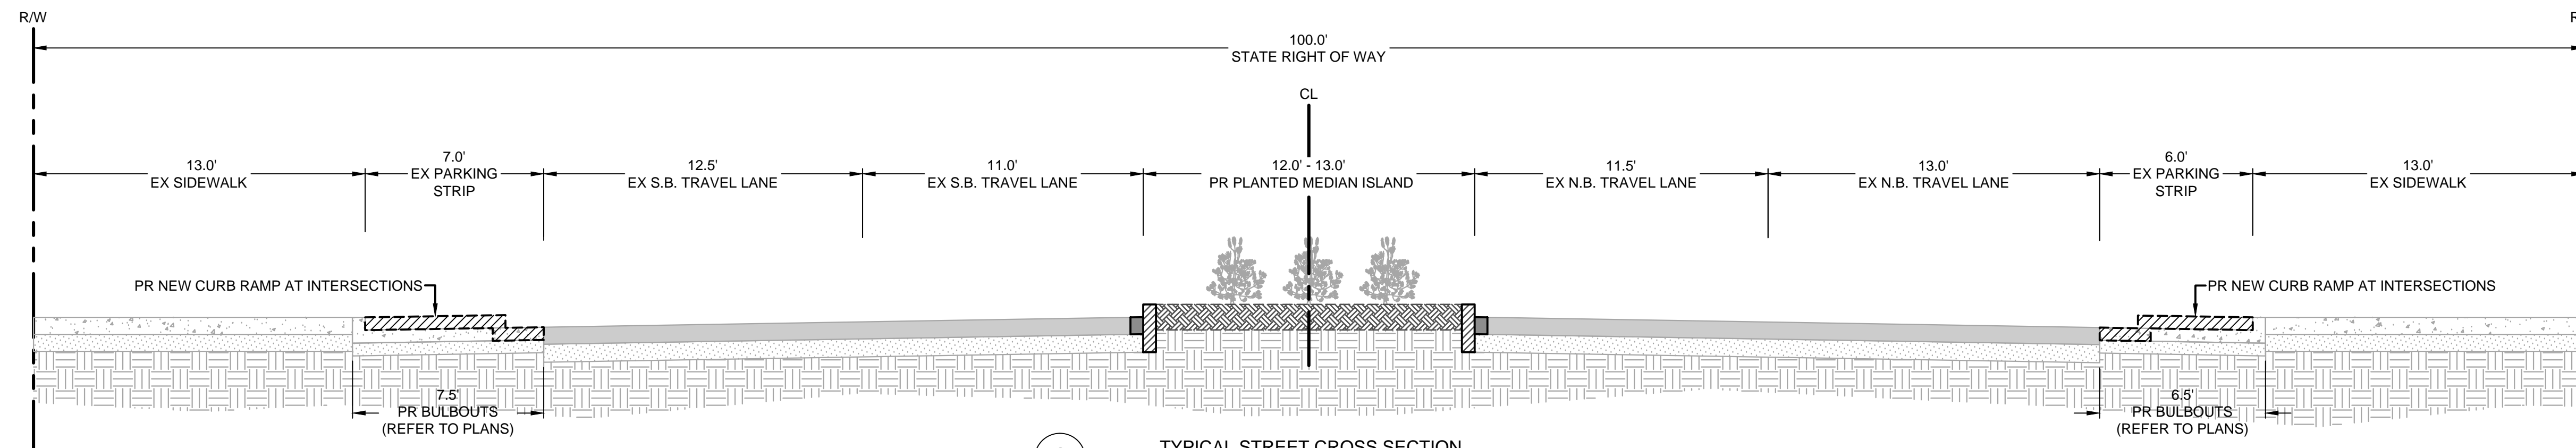 R/W
R
100.0'
STATE RIGHT OF WAY
CL
13.0'
EX SIDEWALK
7.0'
EX PARKING
STRIP
12.5'
EX S.B. TRAVEL LANE
11.0'
EX S.B. TRAVEL LANE
12.0' - 13.0'
PR PLANTED MEDIAN ISLAND
11.5'
EX N.B. TRAVEL LANE
13.0'
EX N.B. TRAVEL LANE
6.0'
EX PARKING
STRIP
13.0'
EX SIDEWALK
PR NEW CURB RAMP AT INTERSECTIONS
PR NEW CURB RAMP AT INTERSECTIONS
7.5'
PR BULBOUTS
(REFER TO PLANS)
6.5'
PR BULBOUTS
(REFER TO PLANS)
TYPICAL STREET CROSS SECTION